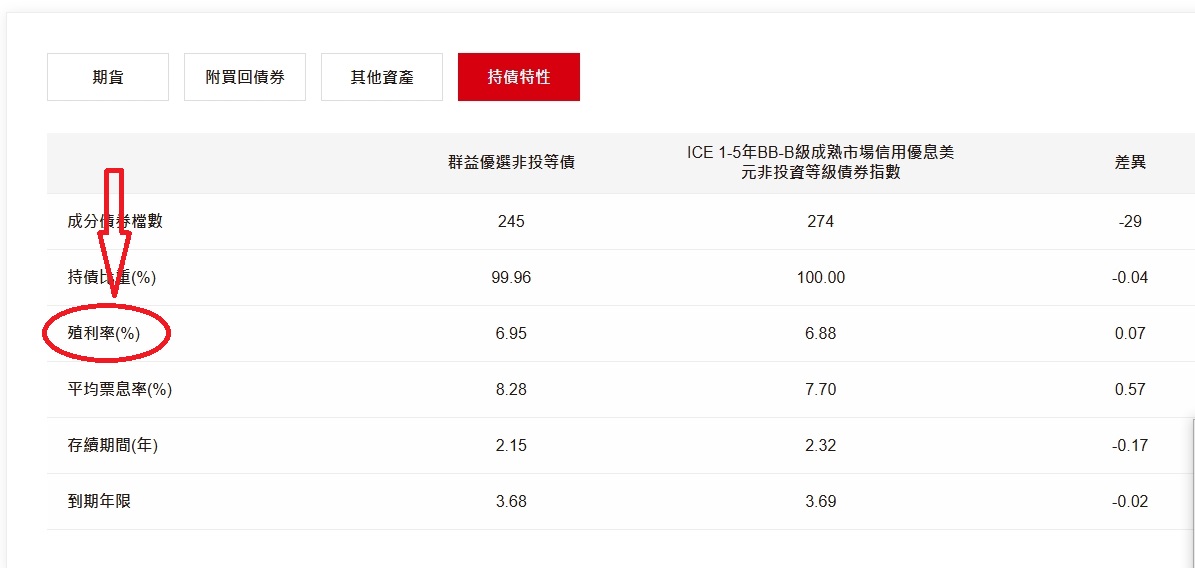 期貨
附買回債券
其他資產
持債特性
群益優選非投等債
ICE 1-5年BB-B級成熟市場信用優息美
元非投資等級債券指數
差異
成分債券檔數 245 274 -29
持債比重(%) 99.96 100.00 -0.04
殖利率(%) 6.95 6.88 0.07
平均票息率(%) 8.28 7.70 0.57
存續期間(年) 2.15 2.32 -0.17
到期年限 3.68 3.69 -0.02